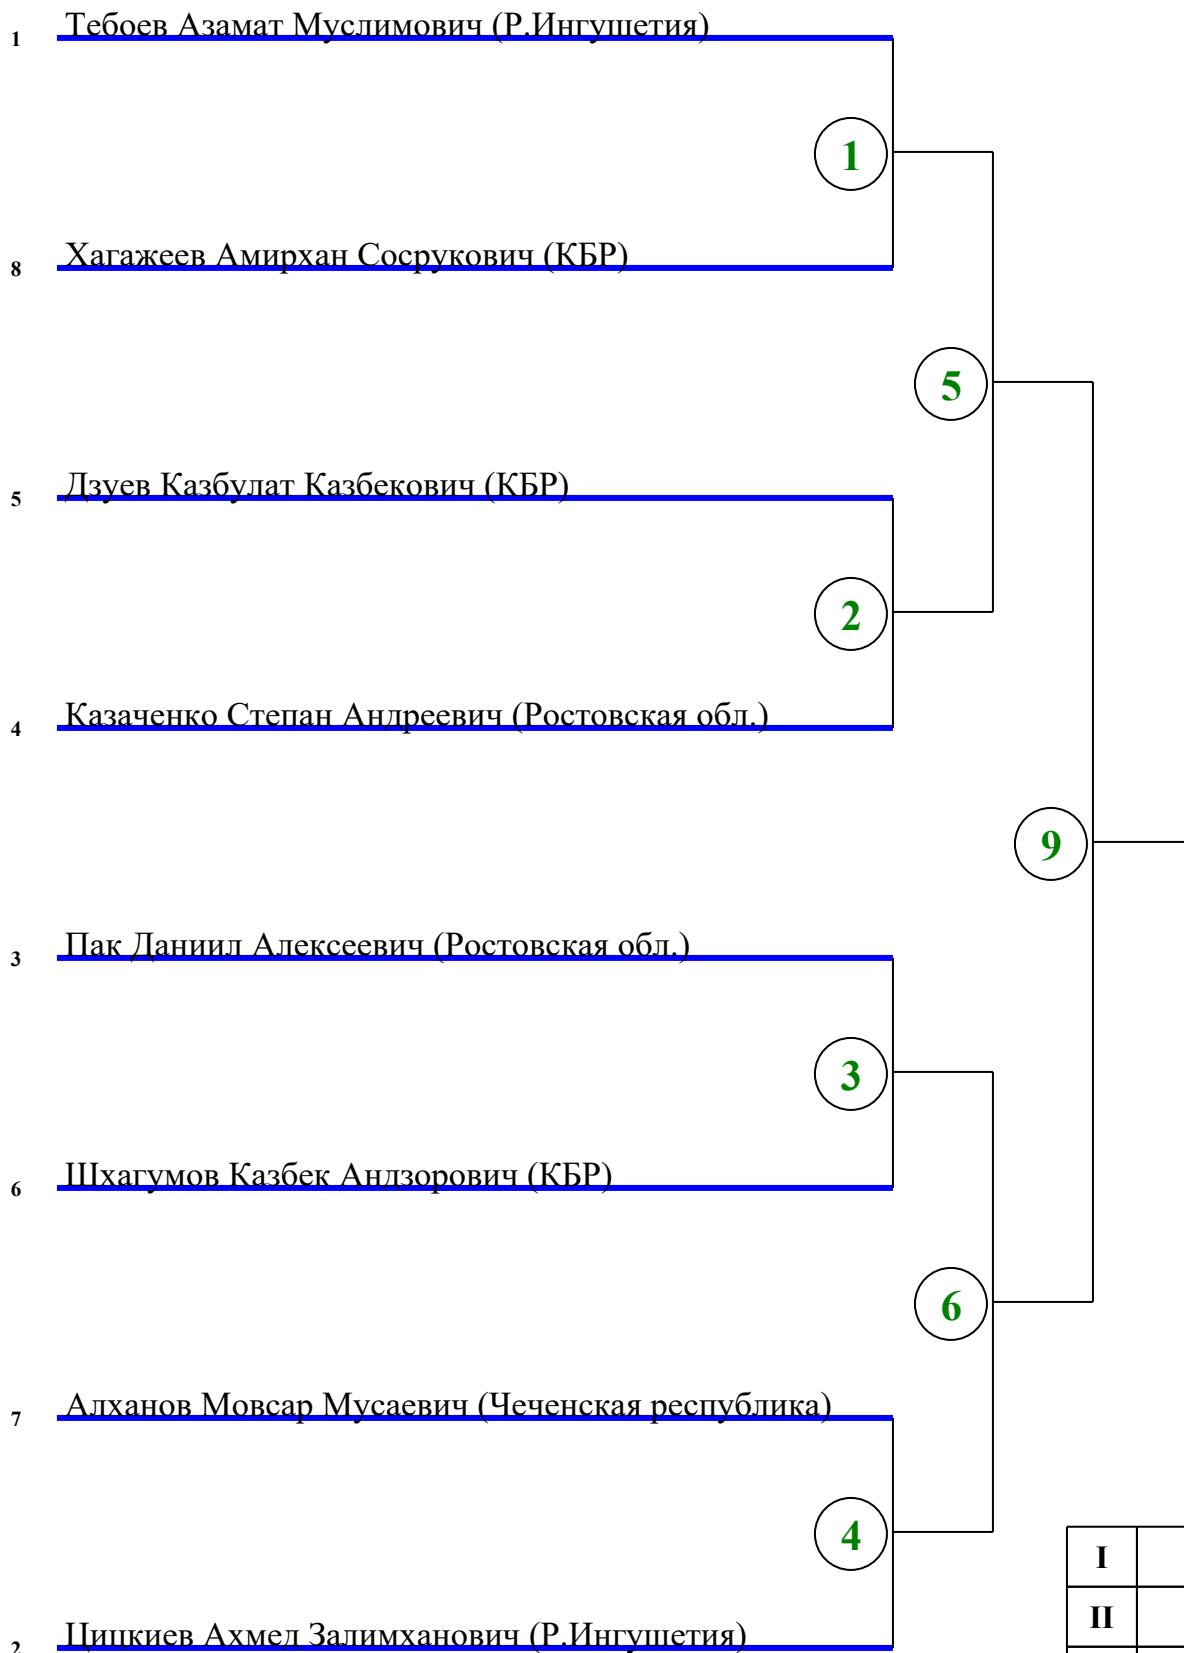 1 Тебоев Азамат Муслимович (Р.Ингушетия)
1
8 Хагажеев Амирхан Сосрукович (КБР)
5
5 Дзуев Казбулат Казбекович (КБР)
2
4 Казаченко Степан Андреевич (Ростовская обл.)
9
3 Пак Даниил Алексеевич (Ростовская обл.)
3
6 Шхагумов Казбек Андзорович (КБР)
6
7 Алханов Мовсар Мусаевич (Чеченская республика)
4
I
II
2 Цицкиев Ахмед Залимханович (Р.Ингушетия)